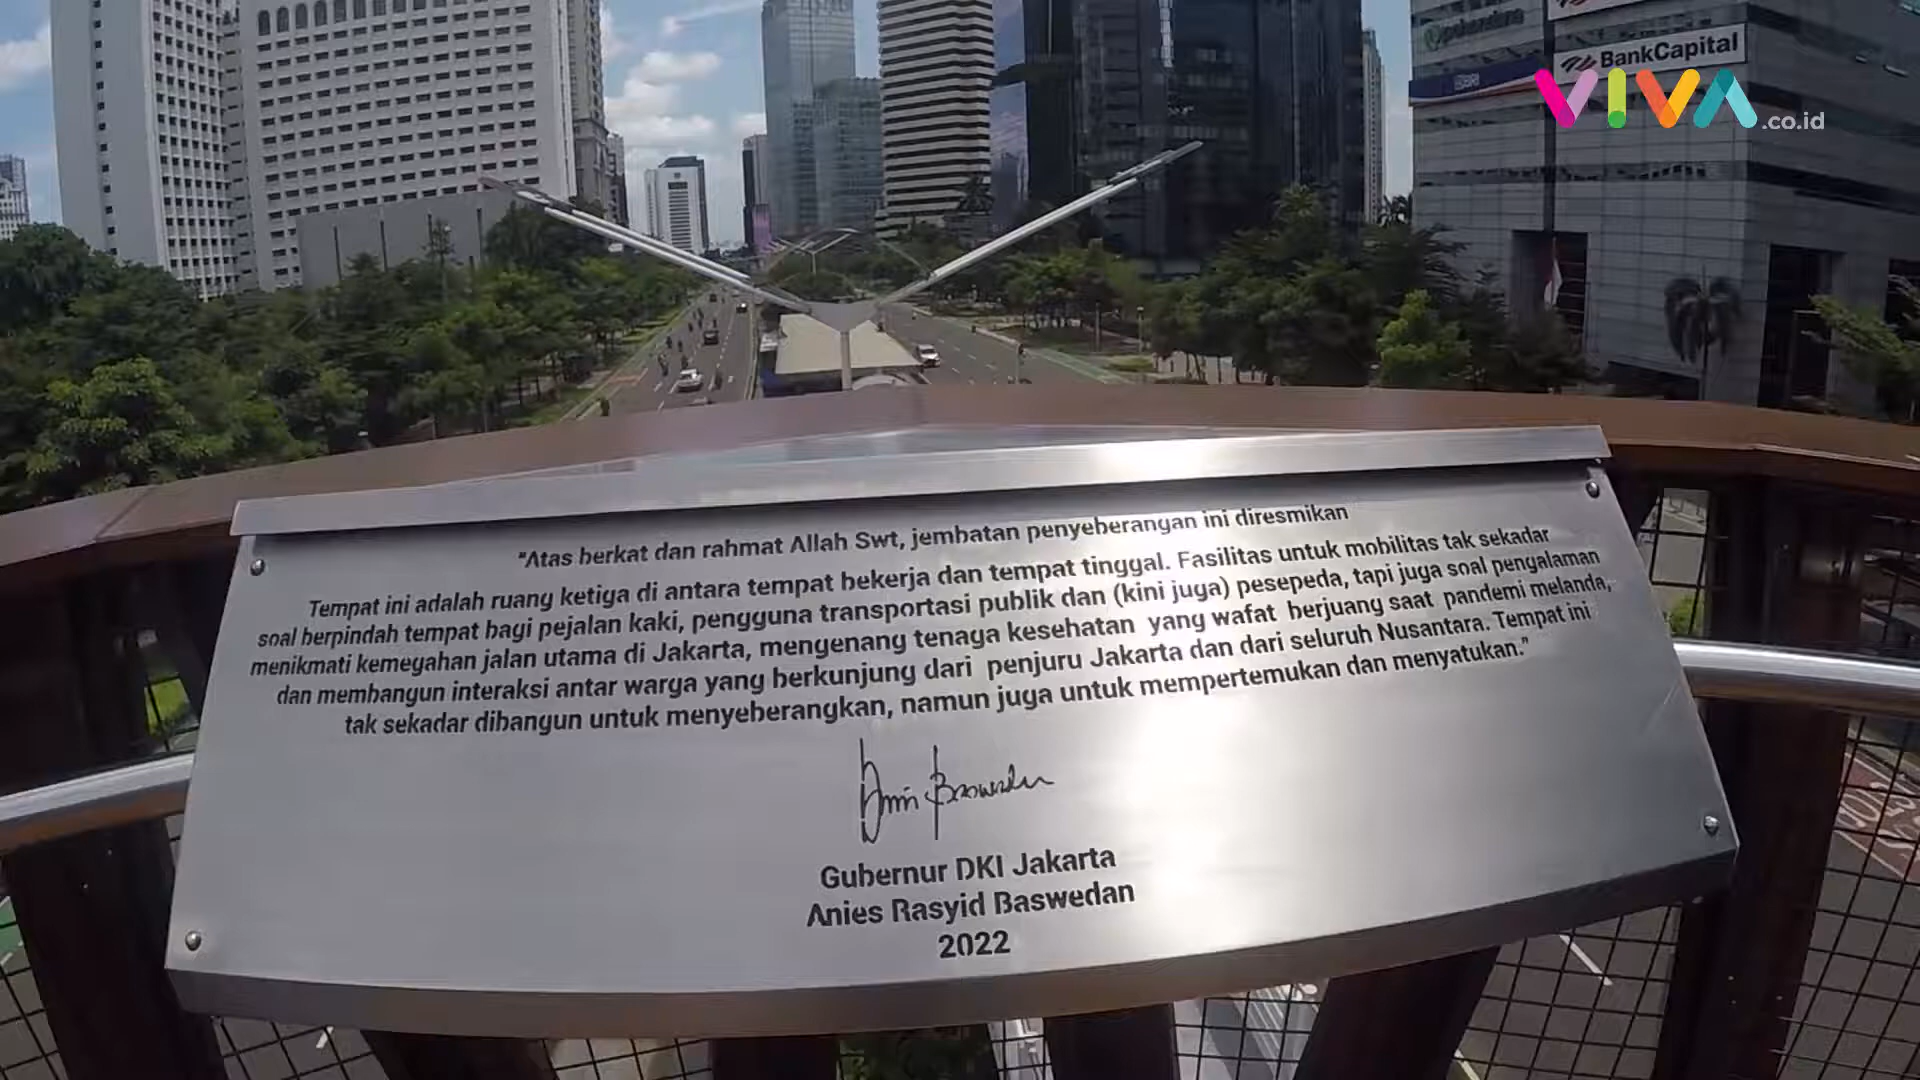 BankCapital
BRI
VIVA.co.id
"Atas berkat dan rahmat Allah Swt, jembatan penyeberangan ini diresmikan
Tempat ini adalah ruang ketiga di antara tempat bekerja dan tempat tinggal. Fasilitas untuk mobilitas tak sekadar
soal berpindah tempat bagi pejalan kaki, pengguna transportasi publik dan (kini juga) pesepeda, tapi juga soal pengalaman
menikmati kemegahan jalan utama di Jakarta, mengenang tenaga kesehatan yang wafat berjuang saat pandemi melanda,
dan membangun interaksi antar warga yang berkunjung dari penjuru Jakarta dan dari seluruh Nusantara. Tempat ini
tak sekadar dibangun untuk menyeberangkan, namun juga untuk mempertemukan dan menyatukan."
Anies Baswedan
Gubernur DKI Jakarta
Anies Rasyid Baswedan
2022